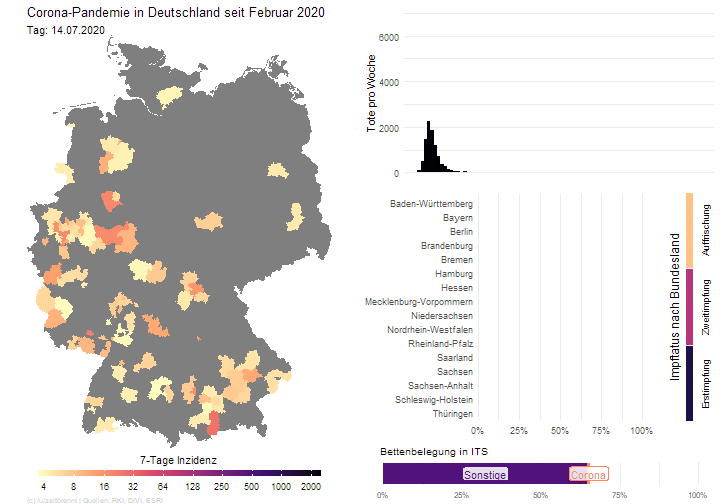 Corona-Pandemie in Deutschland seit Februar 2020
Tag: 14.07.2020
7-Tage Inzidenz
4 8 16 32 64 128 250 500 1000 2000
(c) /u/zeitbrennt | Quellen: RKI, DIVI, ESRI
Tote pro Woche
6000
4000
2000
0
Baden-Württemberg
Bayern
Berlin
Brandenburg
Bremen
Hamburg
Hessen
Mecklenburg-Vorpommern
Niedersachsen
Nordrhein-Westfalen
Rheinland-Pfalz
Saarland
Sachsen
Sachsen-Anhalt
Schleswig-Holstein
Thüringen
0% 25% 50% 75% 100%
Impfstatus nach Bundesland
Auffrischung
Zweitimpfung
Erstimpfung
Bettenbelegung in ITS
Sonstige
Corona
0% 25% 50% 75% 100%